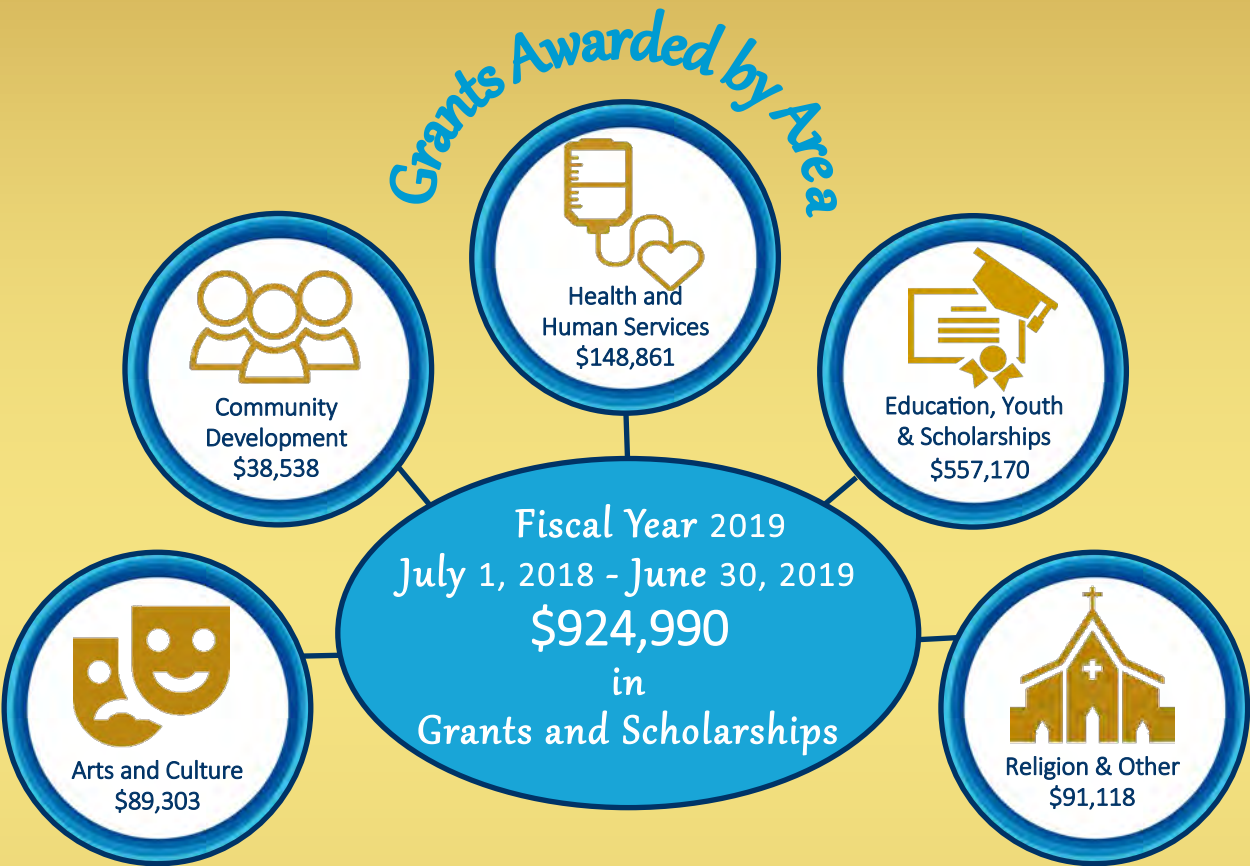 Grants Awarded by Area
Health and
Human Services
$148,861
Community
Development
$38,538
Education, Youth
& Scholarships
$557,170
Fiscal Year 2019
July 1, 2018 - June 30, 2019
$924,990
in
Grants and Scholarships
Arts and Culture
$89,303
Religion & Other
$91,118